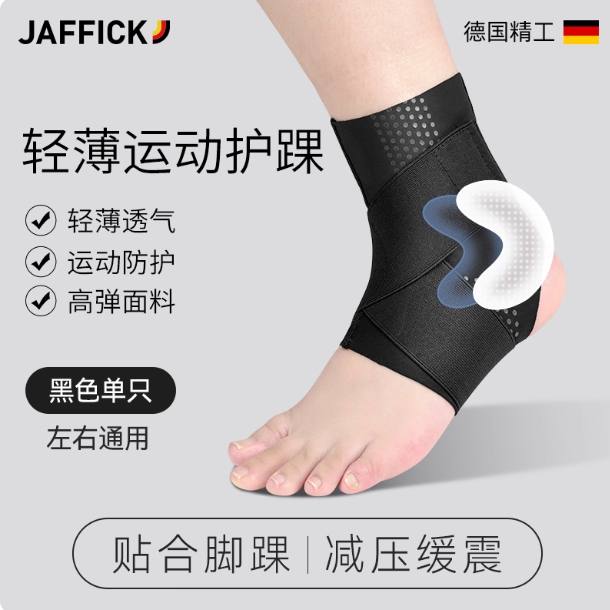 JAFFICK
德国精工
轻薄运动护踝
轻薄透气
运动防护
高弹面料
黑色单只
左右通用
贴合脚踝|减压缓震